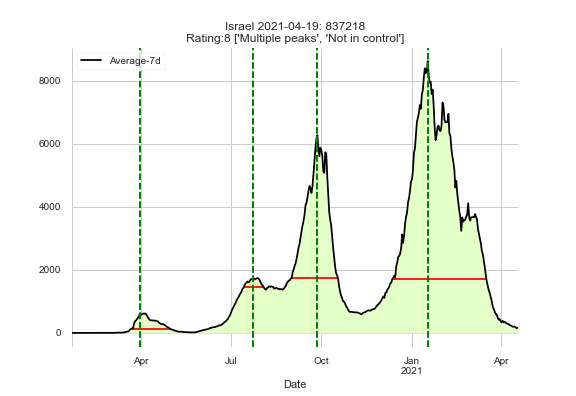 Israel 2021-04-19: 837218
Rating:8 ['Multiple peaks', 'Not in control']
Average-7d
8000
6000
4000
2000
0
Apr
Jul
Oct
Jan
2021
Apr
Date